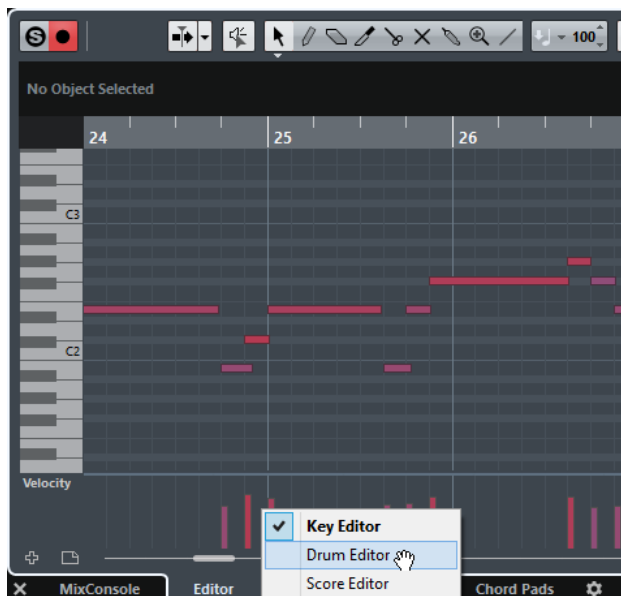 S
100
No Object Selected
24 25 26
C3
C2
Velocity
Key Editor
Drum Editor
Score Editor
MixConsole Editor Chord Pads